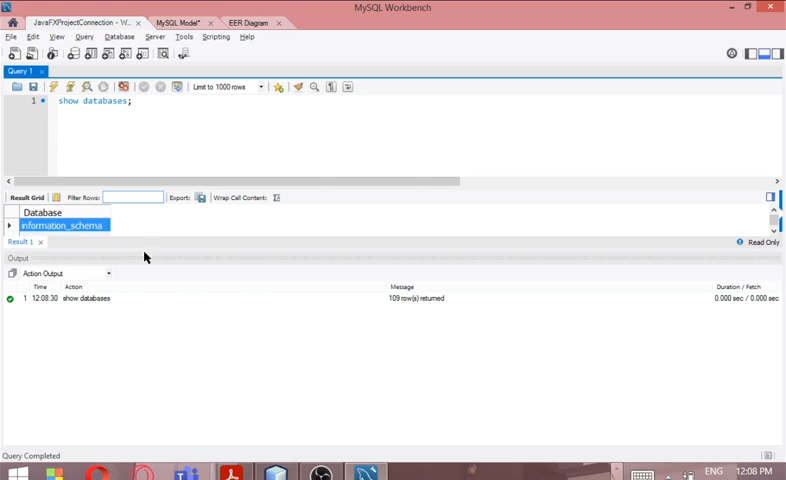 MySQL Workbench
JavaFXProjectConnection - W... × MySQL Model* × EER Diagram ×
File Edit View Query Database Server Tools Scripting Help
Query 1 ×
Limit to 1000 rows
1 show databases;
Result Grid Filter Rows: Export: Wrap Cell Content:
Database
information_schema
Result 1 × Read Only
Output
Action Output
Time Action Message Duration / Fetch
1 12:08:30 show databases 109 row(s) returned 0.000 sec / 0.000 sec
Query Completed
ENG 12:08 PM